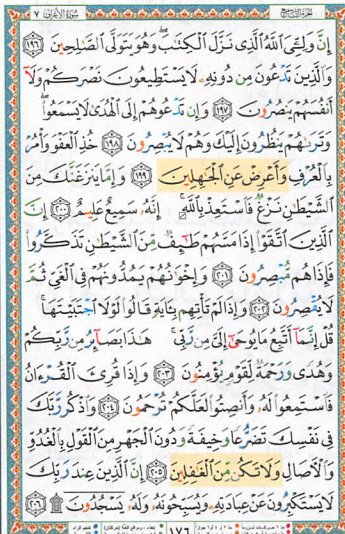 سورة الأعراف ٧ الجزء التاسع
إِنَّ وَلِـِّۧىَ ٱللَّهُ ٱلَّذِى نَزَّلَ ٱلْكِتَـٰبَ ۖ وَهُوَ يَتَوَلَّى ٱلصَّـٰلِحِينَ ١٩٦
وَٱلَّذِينَ تَدْعُونَ مِن دُونِهِۦ لَا يَسْتَطِيعُونَ نَصْرَكُمْ وَلَآ
أَنفُسَهُمْ يَنصُرُونَ ١٩٧ وَإِن تَدْعُوهُمْ إِلَى ٱلْهُدَىٰ لَا يَسْمَعُوا۟ ۖ
وَتَرَىٰهُمْ يَنظُرُونَ إِلَيْكَ وَهُمْ لَا يُبْصِرُونَ ١٩٨ خُذِ ٱلْعَفْوَ وَأْمُرْ
بِٱلْعُرْفِ وَأَعْرِضْ عَنِ ٱلْجَـٰهِلِينَ ١٩٩ وَإِمَّا يَنزَغَنَّكَ مِنَ
ٱلشَّيْطَـٰنِ نَزْغٌ فَٱسْتَعِذْ بِٱللَّهِ ۚ إِنَّهُۥ سَمِيعٌ عَلِيمٌ ٢٠٠ إِنَّ
ٱلَّذِينَ ٱتَّقَوْا۟ إِذَا مَسَّهُمْ طَـٰٓئِفٌ مِّنَ ٱلشَّيْطَـٰنِ تَذَكَّرُوا۟
فَإِذَا هُم مُّبْصِرُونَ ٢٠١ وَإِخْوَٰنُهُمْ يَمُدُّونَهُمْ فِى ٱلْغَىِّ ثُمَّ
لَا يُقْصِرُونَ ٢٠٢ وَإِذَا لَمْ تَأْتِهِم بِـَٔايَةٍ قَالُوا۟ لَوْلَا ٱجْتَبَيْتَهَا ۚ
قُلْ إِنَّمَآ أَتَّبِعُ مَا يُوحَىٰٓ إِلَىَّ مِن رَّبِّى ۚ هَـٰذَا بَصَآئِرُ مِن رَّبِّكُمْ
وَهُدًى وَرَحْمَةٌ لِّقَوْمٍ يُؤْمِنُونَ ٢٠٣ وَإِذَا قُرِئَ ٱلْقُرْءَانُ
فَٱسْتَمِعُوا۟ لَهُۥ وَأَنصِتُوا۟ لَعَلَّكُمْ تُرْحَمُونَ ٢٠٤ وَٱذْكُر رَّبَّكَ
فِى نَفْسِكَ تَضَرُّعًا وَخِيفَةً وَدُونَ ٱلْجَهْرِ مِنَ ٱلْقَوْلِ بِٱلْغُدُوِّ
وَٱلْـَٔاصَالِ وَلَا تَكُن مِّنَ ٱلْغَـٰفِلِينَ ٢٠٥ إِنَّ ٱلَّذِينَ عِندَ رَبِّكَ
لَا يَسْتَكْبِرُونَ عَنْ عِبَادَتِهِۦ وَيُسَبِّحُونَهُۥ وَلَهُۥ يَسْجُدُونَ ۩ ٢٠٦
١٧٦